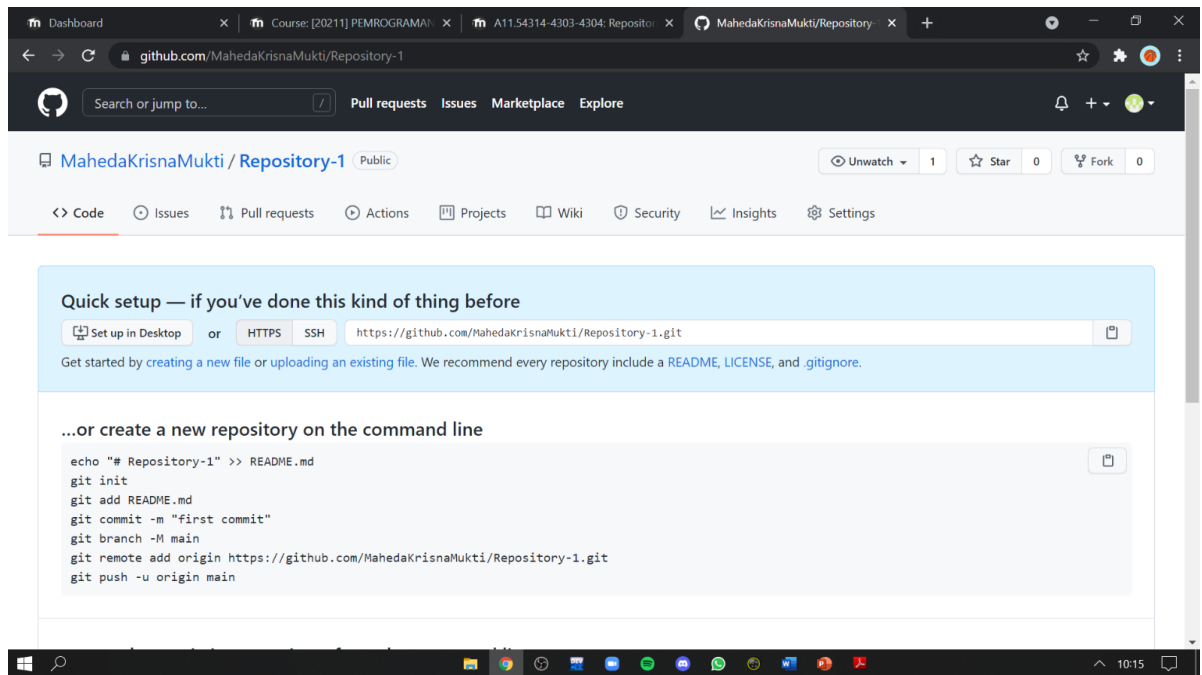 Dashboard
Course: [20211] PEMROGRAMAN
A11.54314-4303-4304: Repositor
MahedaKrisnaMukti/Repository-
github.com/MahedaKrisnaMukti/Repository-1
Search or jump to...
/
Pull requests Issues Marketplace Explore
MahedaKrisnaMukti / Repository-1 Public
Unwatch 1 Star 0 Fork 0
<> Code Issues Pull requests Actions Projects Wiki Security Insights Settings
Quick setup — if you’ve done this kind of thing before
Set up in Desktop or HTTPS SSH https://github.com/MahedaKrisnaMukti/Repository-1.git
Get started by creating a new file or uploading an existing file. We recommend every repository include a README, LICENSE, and .gitignore.
…or create a new repository on the command line
echo "# Repository-1" >> README.md
git init
git add README.md
git commit -m "first commit"
git branch -M main
git remote add origin https://github.com/MahedaKrisnaMukti/Repository-1.git
git push -u origin main
10:15